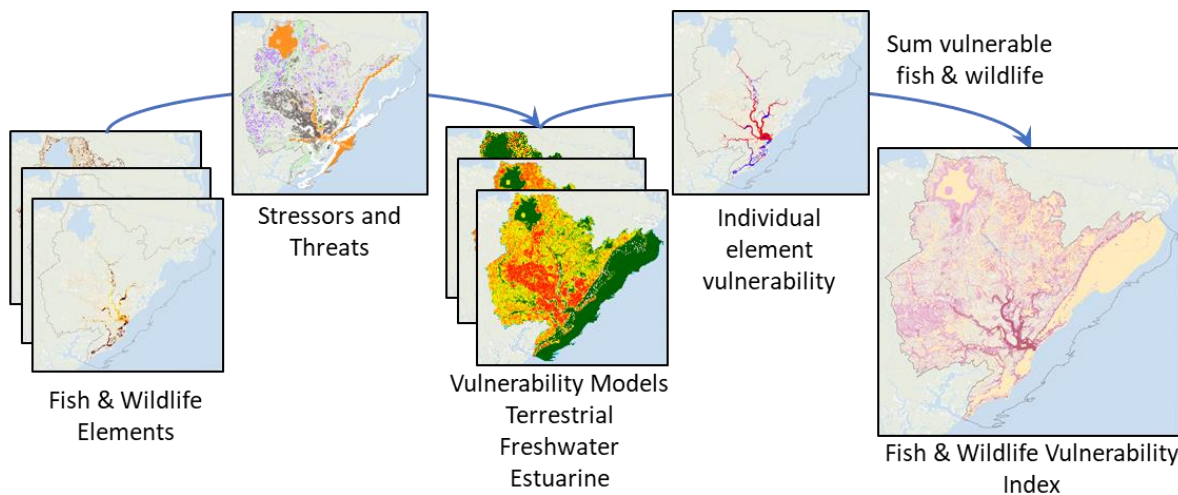 Sum vulnerable
fish & wildlife
Stressors and
Threats
Individual
element
vulnerability
Fish & Wildlife
Elements
Vulnerability Models
Terrestrial
Freshwater
Estuarine
Fish & Wildlife Vulnerability
Index